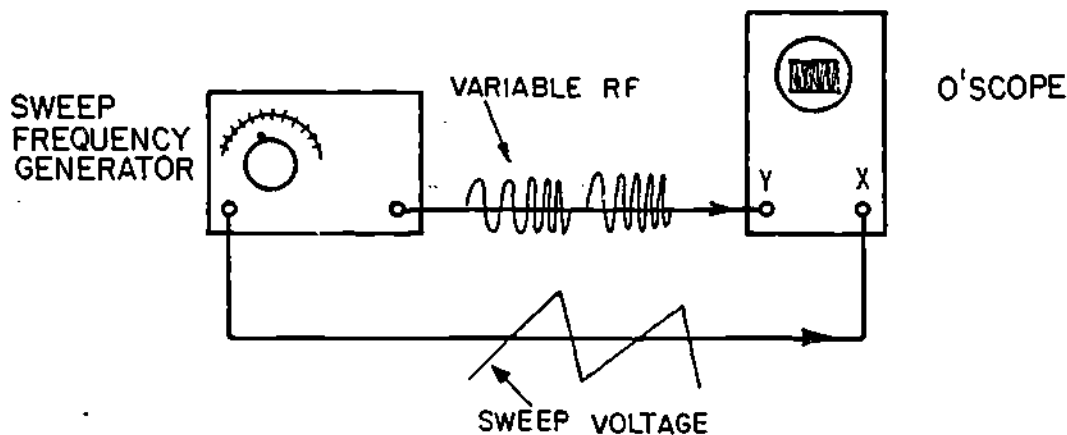 SWEEP
FREQUENCY
GENERATOR
VARIABLE RF
O'SCOPE
Y
X
SWEEP VOLTAGE